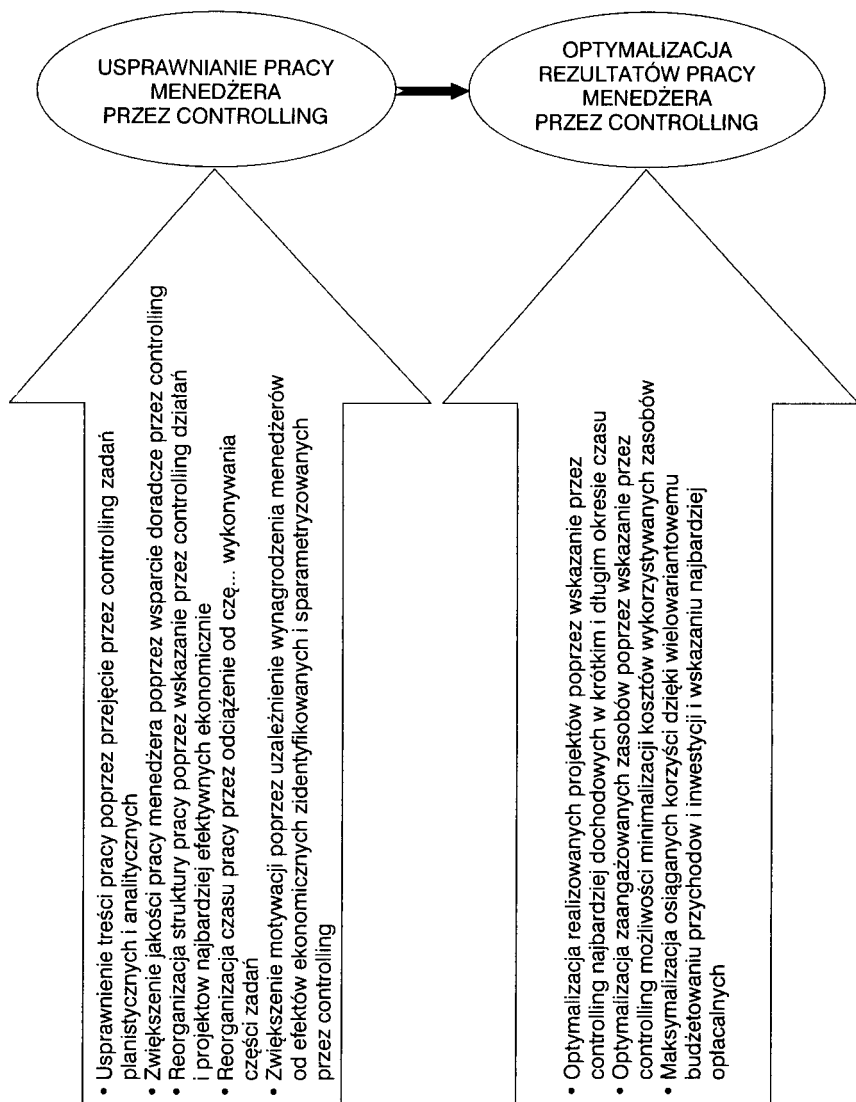 USPRAWNIANIE PRACY
MENEDŻERA
PRZEZ CONTROLLING
OPTYMALIZACJA
REZULTATÓW PRACY
MENEDŻERA
PRZEZ CONTROLLING
• Usprawnienie treści pracy poprzez przejęcie przez controlling zadań
planistycznych i analitycznych
• Zwiększenie jakości pracy menedżera poprzez wsparcie doradcze przez controlling
• Reorganizacja struktury pracy poprzez wskazanie przez controlling działań
i projektow najbardziej efektywnych ekonomicznie
• Reorganizacja czasu pracy przez odciążenie od czę... wykonywania
części zadań
• Zwiększenie motywacji poprzez uzależnienie wynagrodzenia menedżerów
od efektów ekonomicznych zidentyfikowanych i sparametryzowanych
przez controlling
• Optymalizacja realizowanych projektów poprzez wskazanie przez
controlling najbardziej dochodowych w krótkim i długim okresie czasu
• Optymalizacja zaangażowanych zasobów poprzez wskazanie przez
controlling możliwości minimalizacji kosztów wykorzystywanych zasobów
• Maksymalizacja osiąganych korzyści dzięki wielowariantowemu
budżetowaniu przychodow i inwestycji i wskazaniu najbardziej
opłacalnych